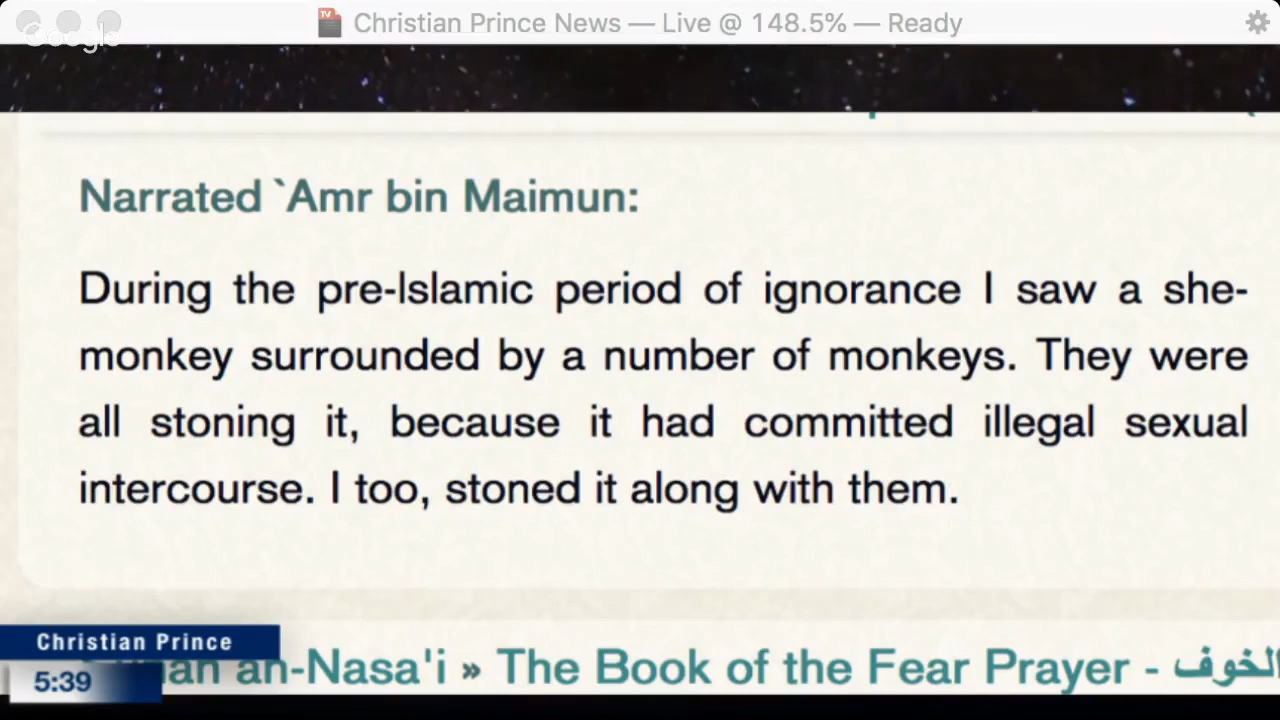 Christian Prince News — Live @ 148.5% — Ready
Google
Narrated `Amr bin Maimun:
During the pre-Islamic period of ignorance I saw a she-
monkey surrounded by a number of monkeys. They were
all stoning it, because it had committed illegal sexual
intercourse. I too, stoned it along with them.
Christian Prince
an-Nasa'i » The Book of the Fear Prayer - الخوف
5:39